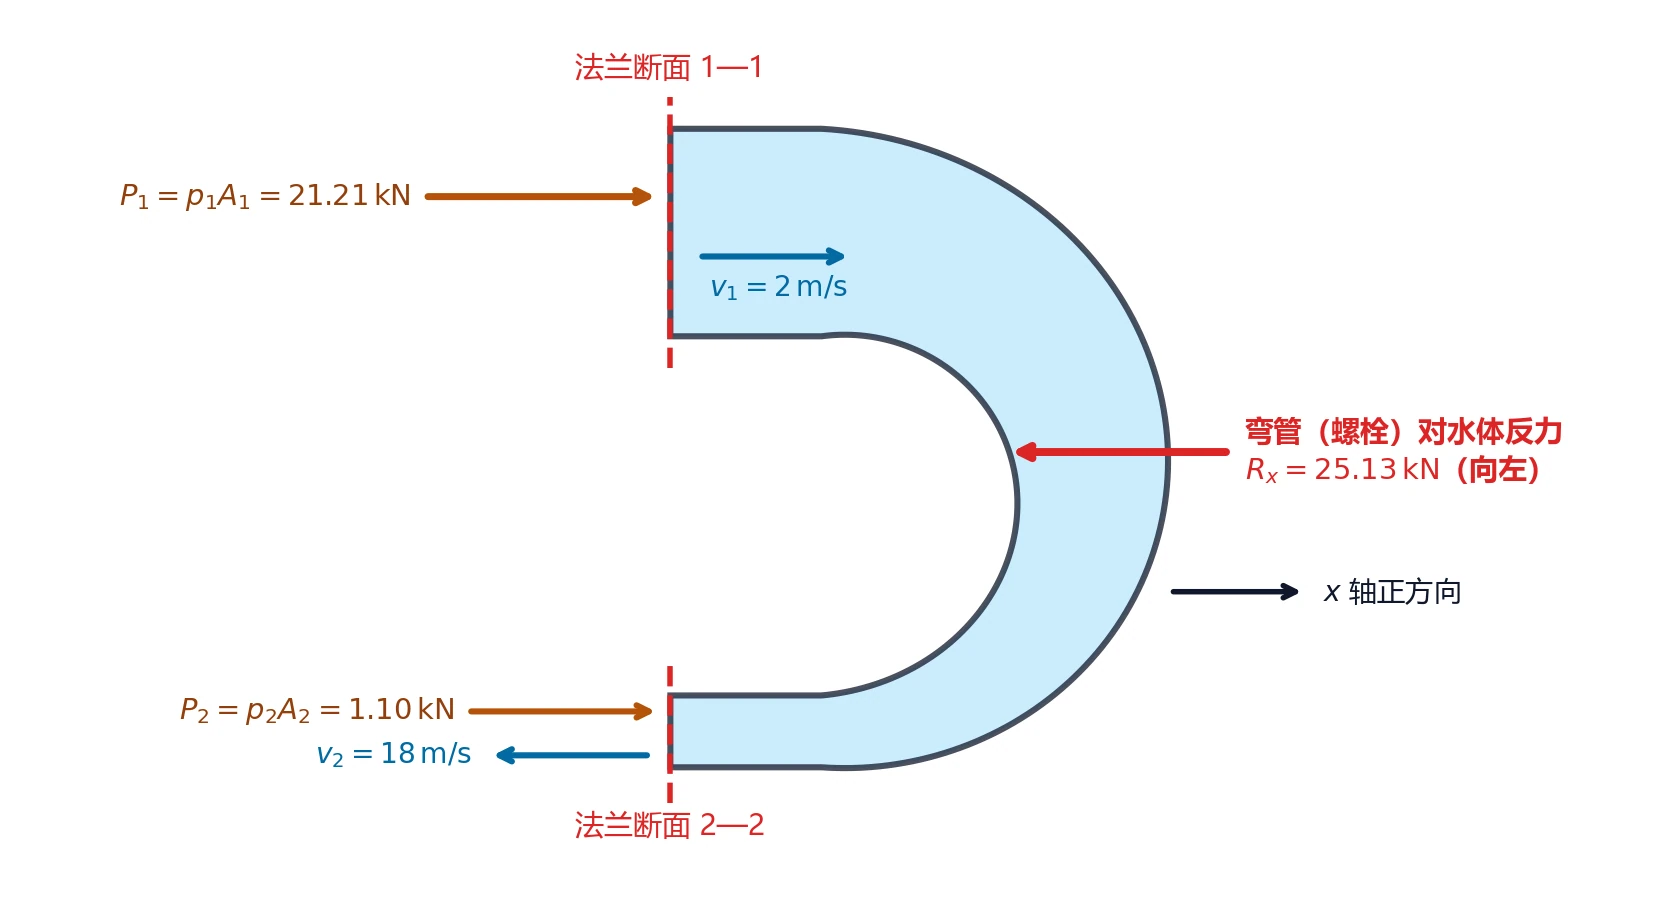 法兰断面 1—1
P₁ = p₁A₁ = 21.21 kN
v₁ = 2 m/s
弯管（螺栓）对水体反力
Rₓ = 25.13 kN（向左）
x 轴正方向
P₂ = p₂A₂ = 1.10 kN
v₂ = 18 m/s
法兰断面 2—2